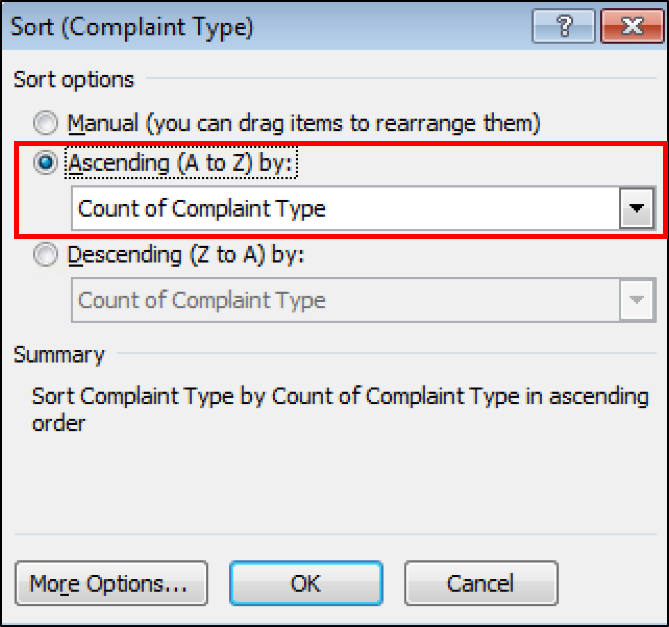 Sort (Complaint Type)
?
Sort options
Manual (you can drag items to rearrange them)
Ascending (A to Z) by:
Count of Complaint Type
Descending (Z to A) by:
Count of Complaint Type
Summary
Sort Complaint Type by Count of Complaint Type in ascending
order
More Options...
OK
Cancel